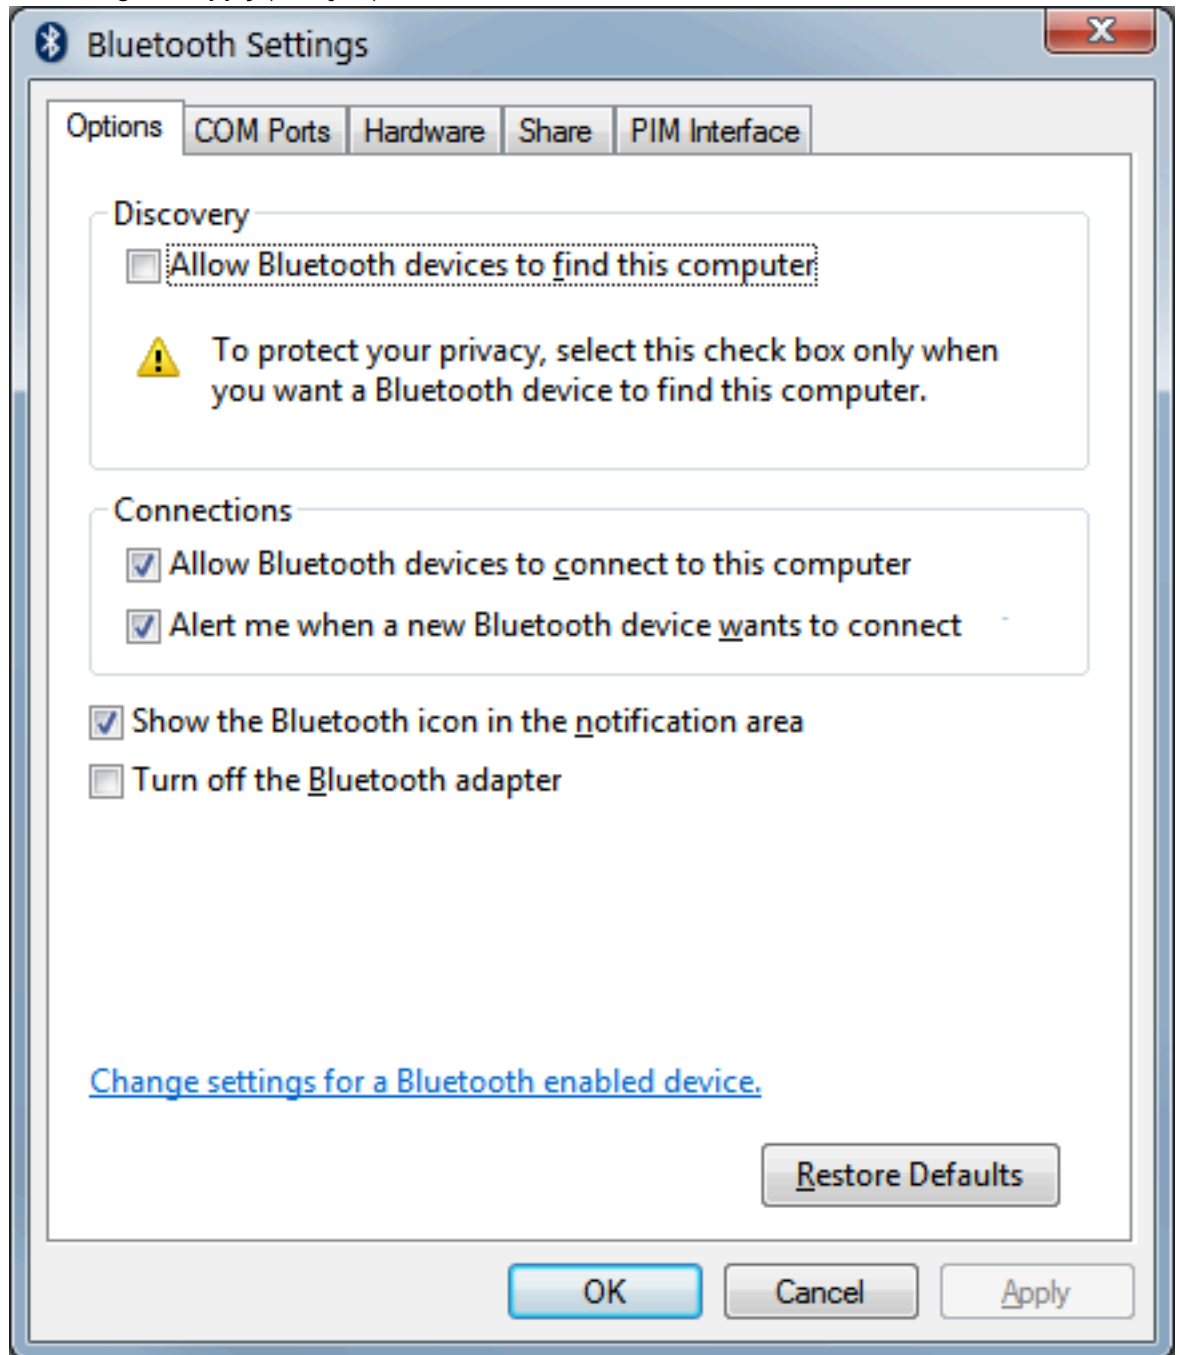 Bluetooth Settings
X
Options COM Ports Hardware Share PIM Interface
Discovery
Allow Bluetooth devices to find this computer
To protect your privacy, select this check box only when
you want a Bluetooth device to find this computer.
Connections
Allow Bluetooth devices to connect to this computer
Alert me when a new Bluetooth device wants to connect
Show the Bluetooth icon in the notification area
Turn off the Bluetooth adapter
Change settings for a Bluetooth enabled device.
Restore Defaults
OK Cancel Apply